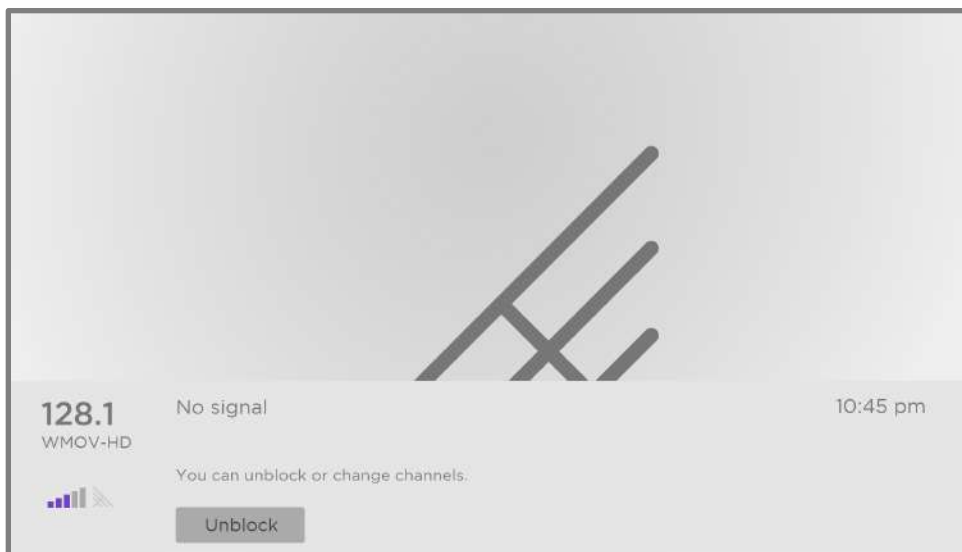 128.1
WMOV-HD
No signal
10:45 pm
You can unblock or change channels.
Unblock